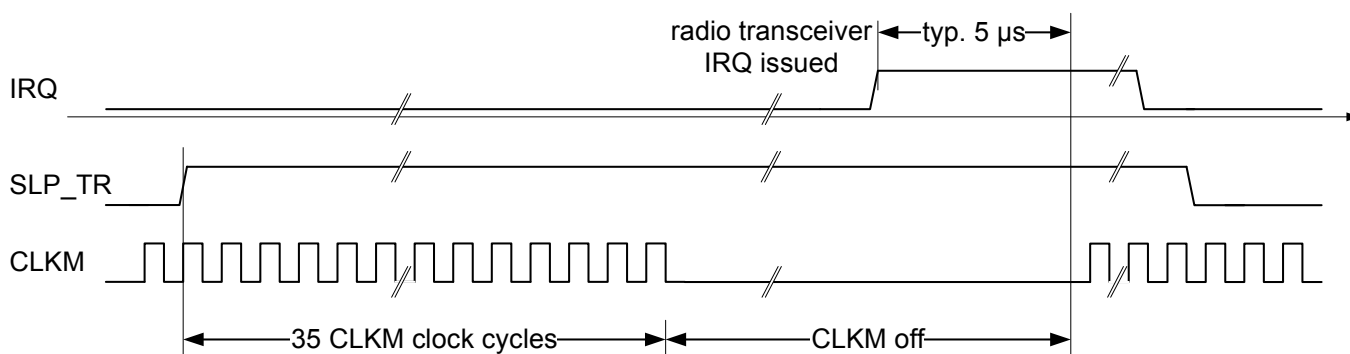 radio transceiver
IRQ issued
typ. 5 µs
IRQ
SLP_TR
CLKM
35 CLKM clock cycles
CLKM off